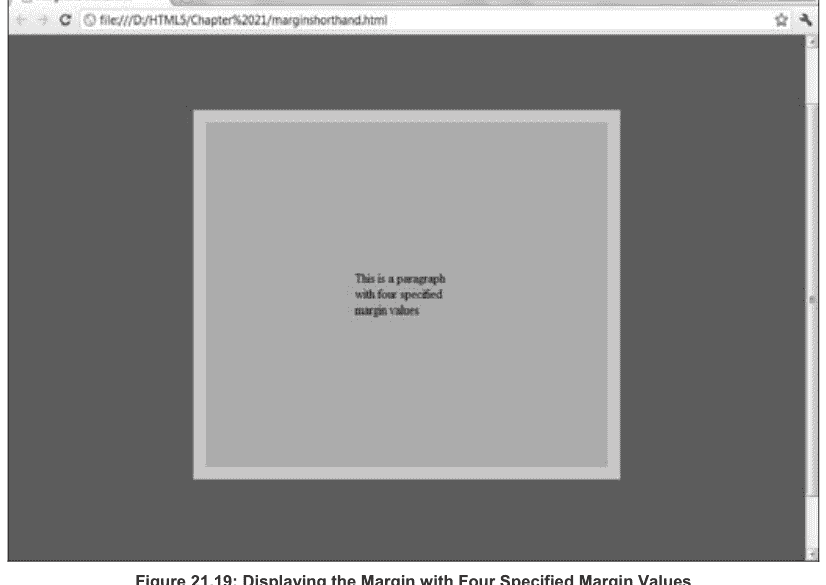 file:///D:/HTML5/Chapter%2021/marginshorthand.html
This is a paragraph
with four specified
margin values
Figure 21.19: Displaying the Margin with Four Specified Margin Values